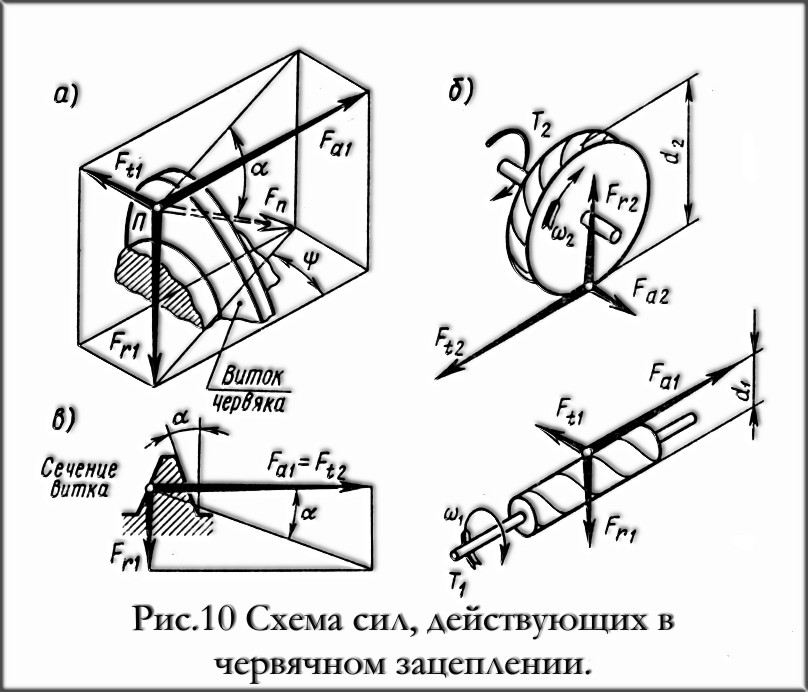 а)
Ft1
α
Fa1
П
Fn
ψ
Fr1
Виток
червяка
б)
T2
d2
Fr2
ω2
Fa2
Ft2
Fa1
d1
Ft1
ω1
Fr1
T1
в)
α
Сечение
витка
Fa1=Ft2
α
Fr1
Рис.10 Схема сил, действующих в
червячном зацеплении.